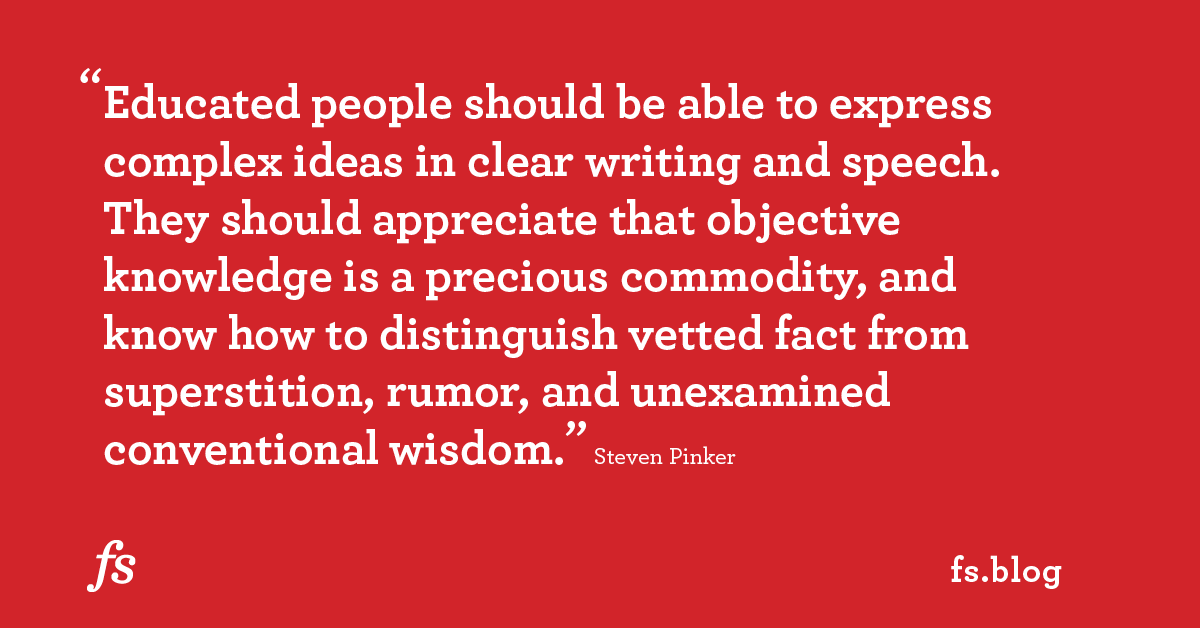 “Educated people should be able to express
complex ideas in clear writing and speech.
They should appreciate that objective
knowledge is a precious commodity, and
know how to distinguish vetted fact from
superstition, rumor, and unexamined
conventional wisdom.” Steven Pinker
fs
fs.blog